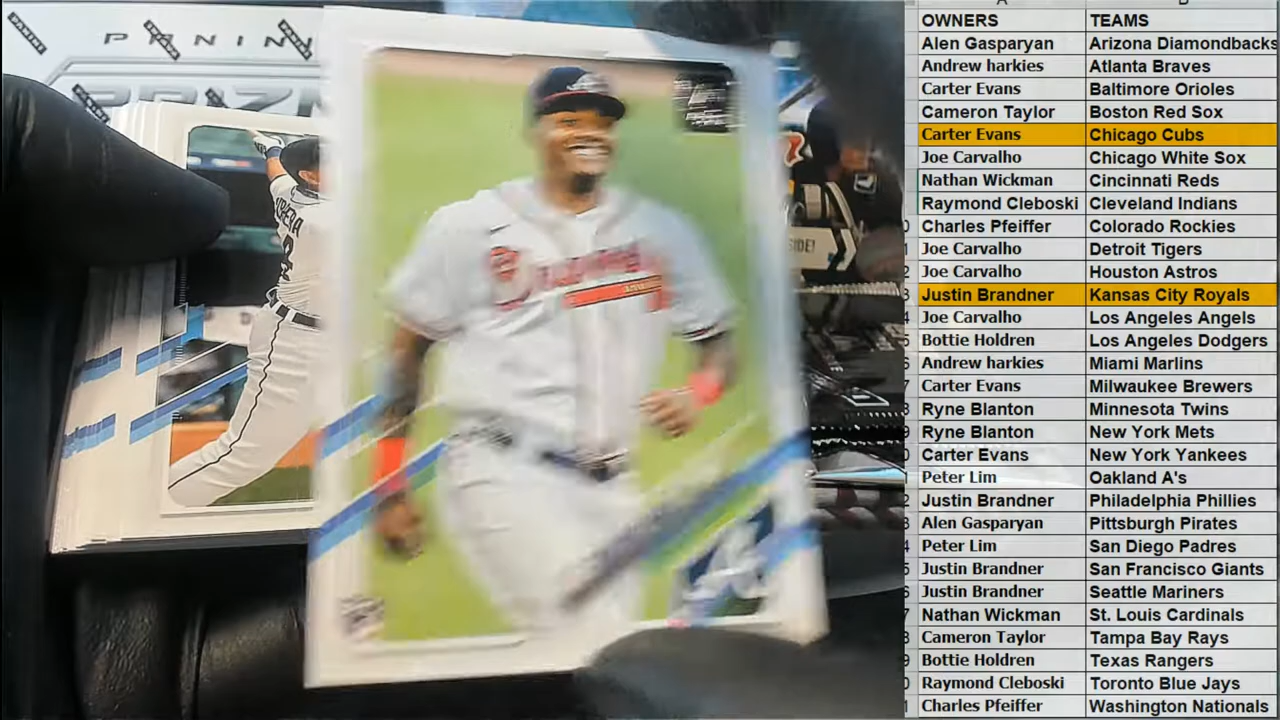 PANINI
PANINI
PANINI
PANIN
PRIZM
SIDE!
OWNERS TEAMS
Alen Gasparyan Arizona Diamondbacks
Andrew harkies Atlanta Braves
Carter Evans Baltimore Orioles
Cameron Taylor Boston Red Sox
Carter Evans Chicago Cubs
Joe Carvalho Chicago White Sox
Nathan Wickman Cincinnati Reds
Raymond Cleboski Cleveland Indians
Charles Pfeiffer Colorado Rockies
Joe Carvalho Detroit Tigers
Joe Carvalho Houston Astros
Justin Brandner Kansas City Royals
Joe Carvalho Los Angeles Angels
Bottie Holdren Los Angeles Dodgers
Andrew harkies Miami Marlins
Carter Evans Milwaukee Brewers
Ryne Blanton Minnesota Twins
Ryne Blanton New York Mets
Carter Evans New York Yankees
Peter Lim Oakland A's
Justin Brandner Philadelphia Phillies
Alen Gasparyan Pittsburgh Pirates
Peter Lim San Diego Padres
Justin Brandner San Francisco Giants
Justin Brandner Seattle Mariners
Nathan Wickman St. Louis Cardinals
Cameron Taylor Tampa Bay Rays
Bottie Holdren Texas Rangers
Raymond Cleboski Toronto Blue Jays
Charles Pfeiffer Washington Nationals